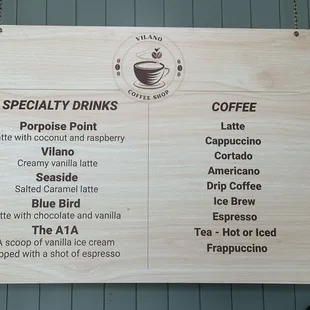 VILANO
COFFEE SHOP
SPECIALTY DRINKS
Porpoise Point
atte with coconut and raspberry
Vilano
Creamy vanilla latte
Seaside
Salted Caramel latte
Blue Bird
tte with chocolate and vanilla
The A1A
A scoop of vanilla ice cream
pped with a shot of espresso
COFFEE
Latte
Cappuccino
Cortado
Americano
Drip Coffee
Ice Brew
Espresso
Tea - Hot or Iced
Frappuccino